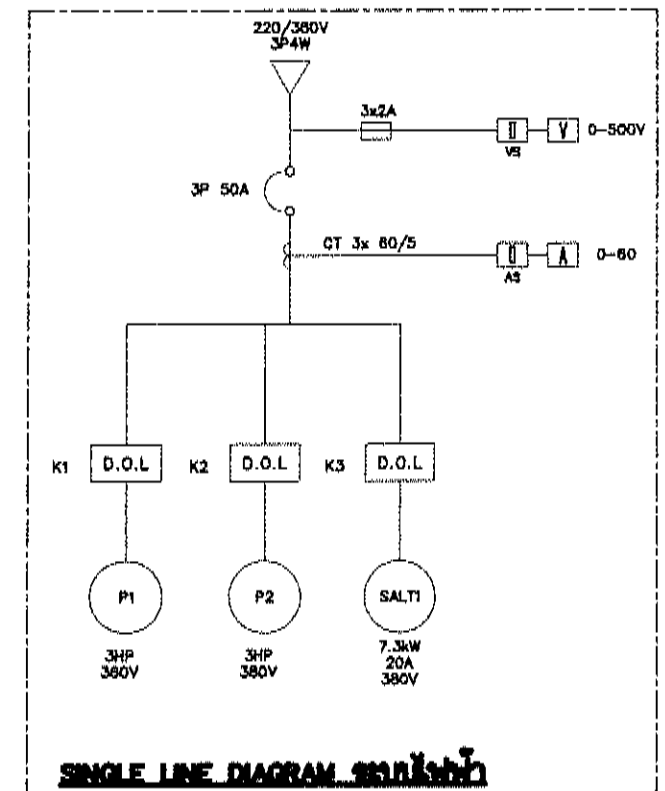 220/380V
3P4W
3x2A
V
0-500V
VS
3P 50A
CT 3x 60/5
A
0-60
AS
K1
D.O.L
K2
D.O.L
K3
D.O.L
P1
P2
SALT1
3HP
380V
3HP
380V
7.3kW
20A
380V
SINGLE LINE DIAGRAM